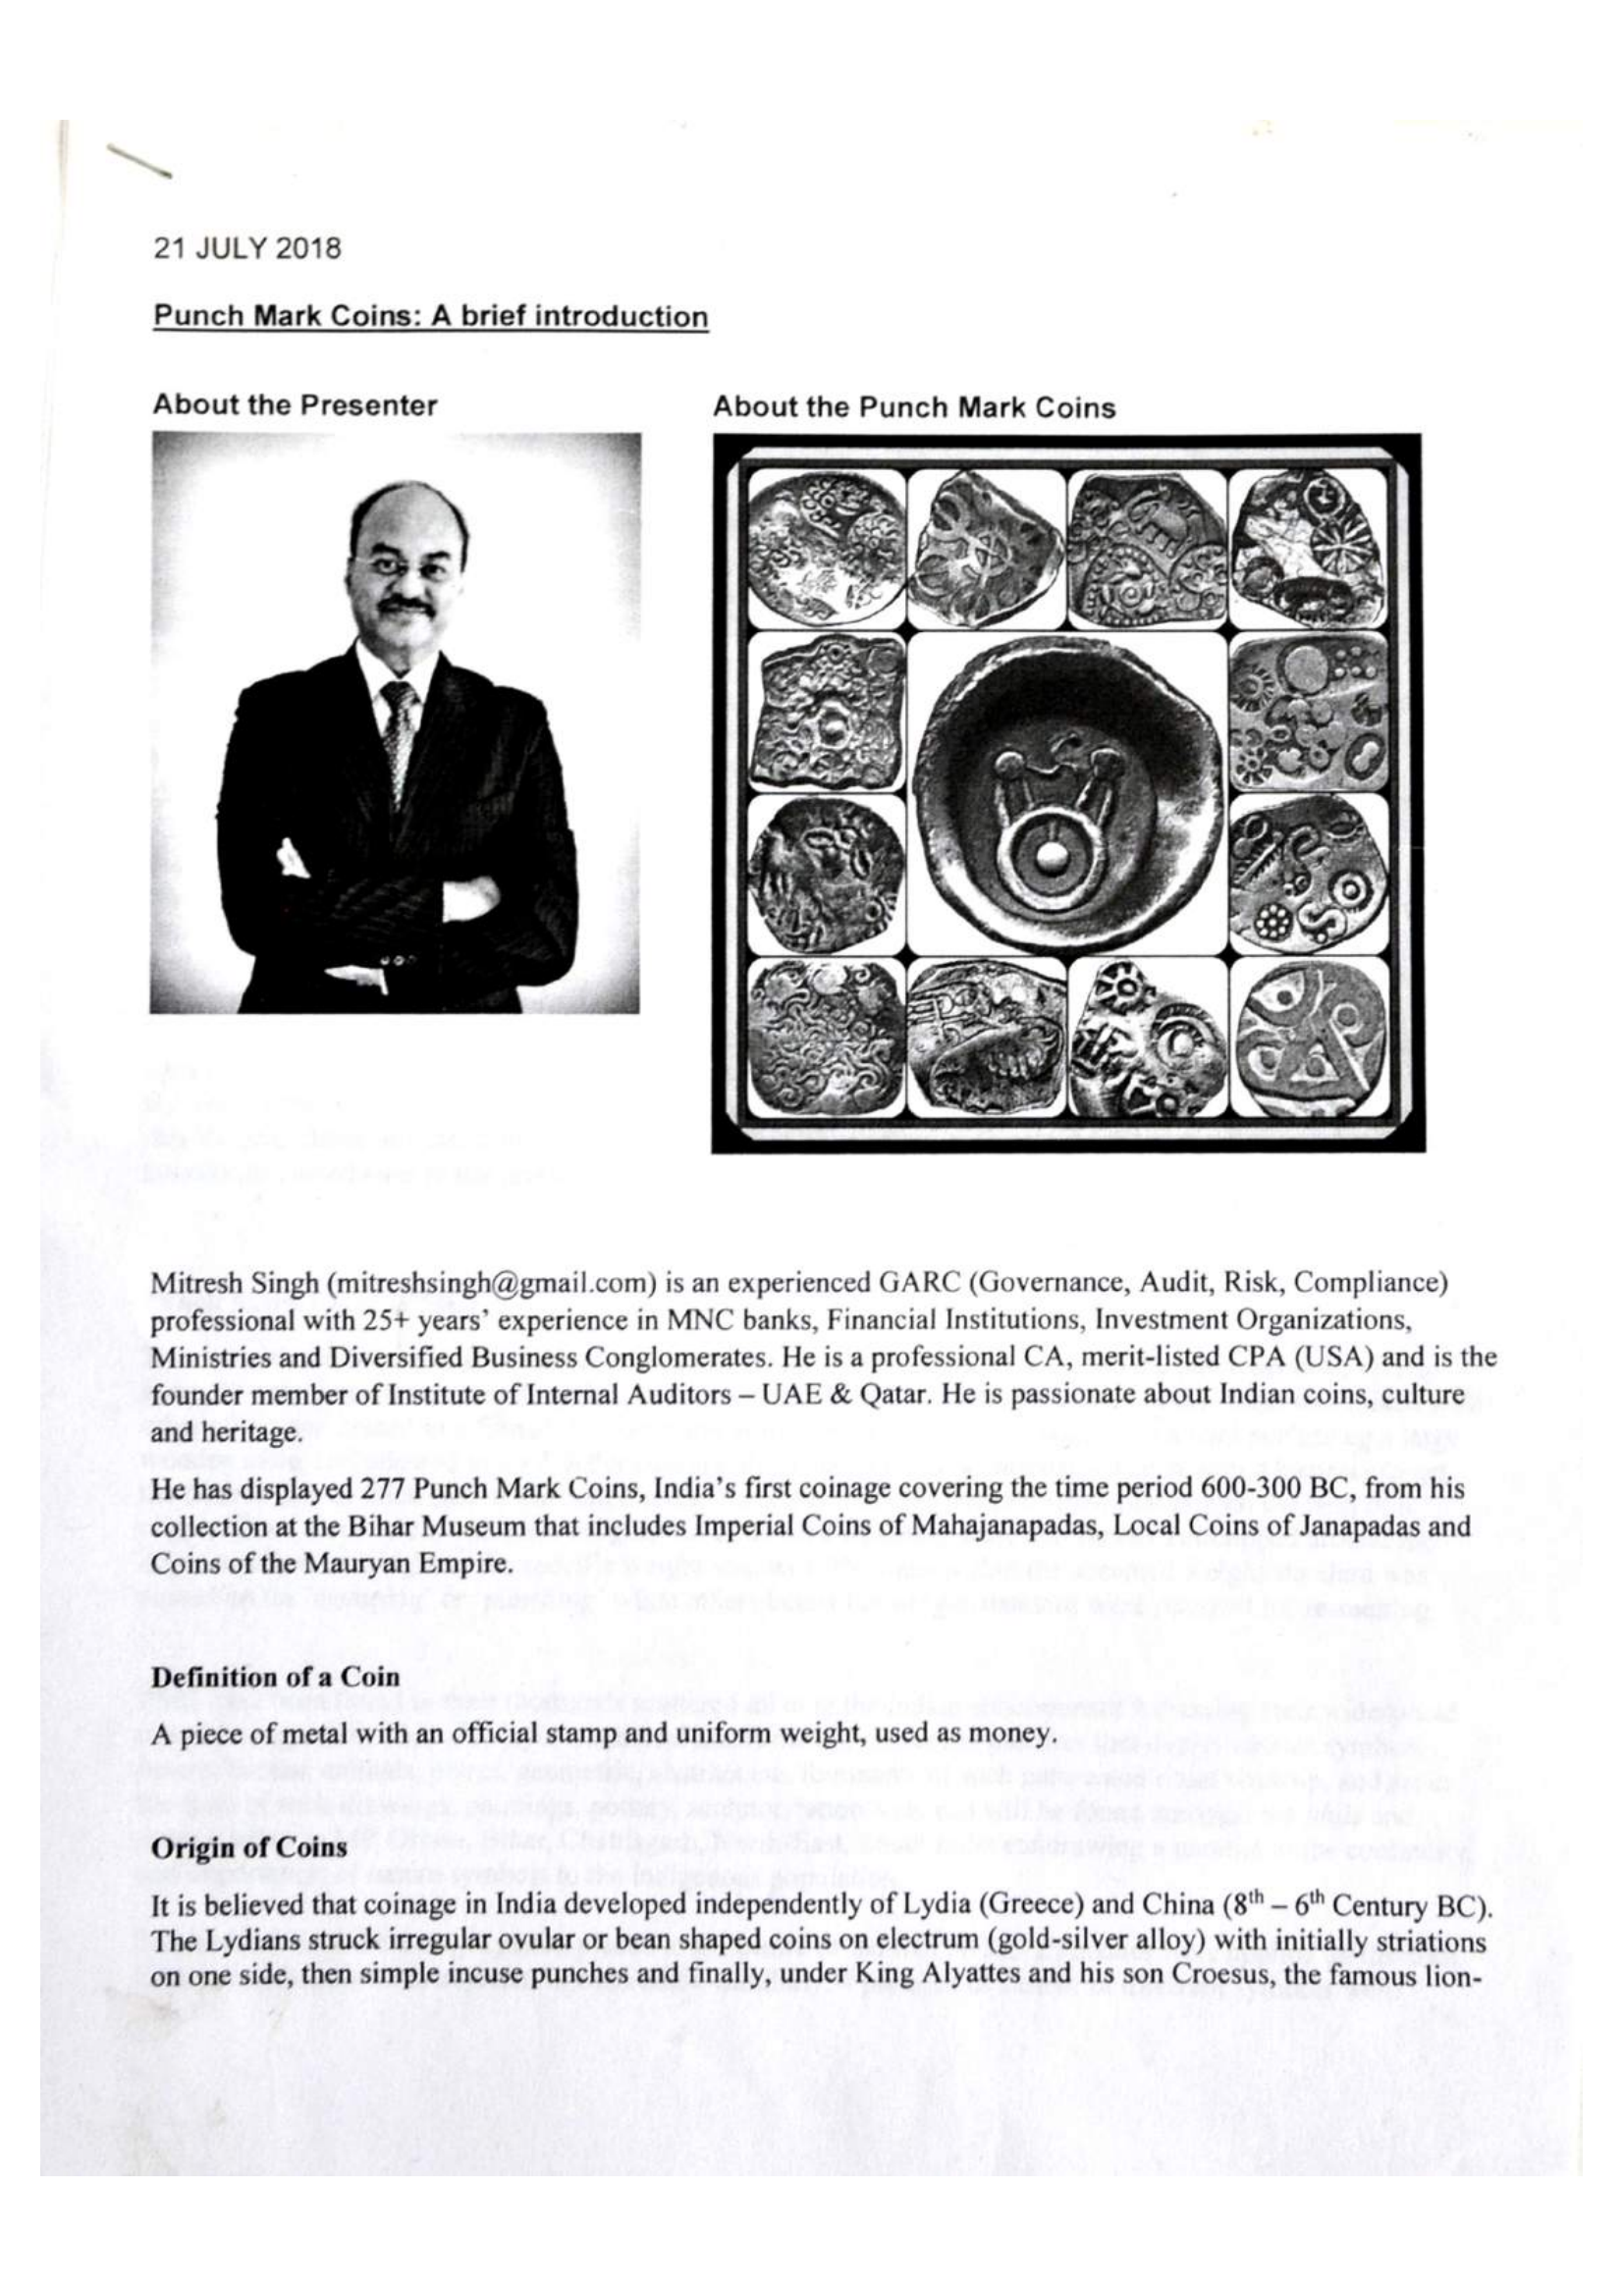 21 JULY 2018
Punch Mark Coins: A brief introduction
About the Presenter
About the Punch Mark Coins
Mitresh Singh (mitreshsingh@gmail.com) is an experienced GARC (Governance, Audit, Risk, Compliance)
professional with 25+ years' experience in MNC banks, Financial Institutions, Investment Organizations,
Ministries and Diversified Business Conglomerates. He is a professional CA, merit-listed CPA (USA) and is the
founder member of Institute of Internal Auditors – UAE & Qatar. He is passionate about Indian coins, culture
and heritage.
He has displayed 277 Punch Mark Coins, India's first coinage covering the time period 600-300 BC, from his
collection at the Bihar Museum that includes Imperial Coins of Mahajanapadas, Local Coins of Janapadas and
Coins of the Mauryan Empire.
Definition of a Coin
A piece of metal with an official stamp and uniform weight, used as money.
Origin of Coins
It is believed that coinage in India developed independently of Lydia (Greece) and China (8th – 6th Century BC).
The Lydians struck irregular ovular or bean shaped coins on electrum (gold-silver alloy) with initially striations
on one side, then simple incuse punches and finally, under King Alyattes and his son Croesus, the famous lion-